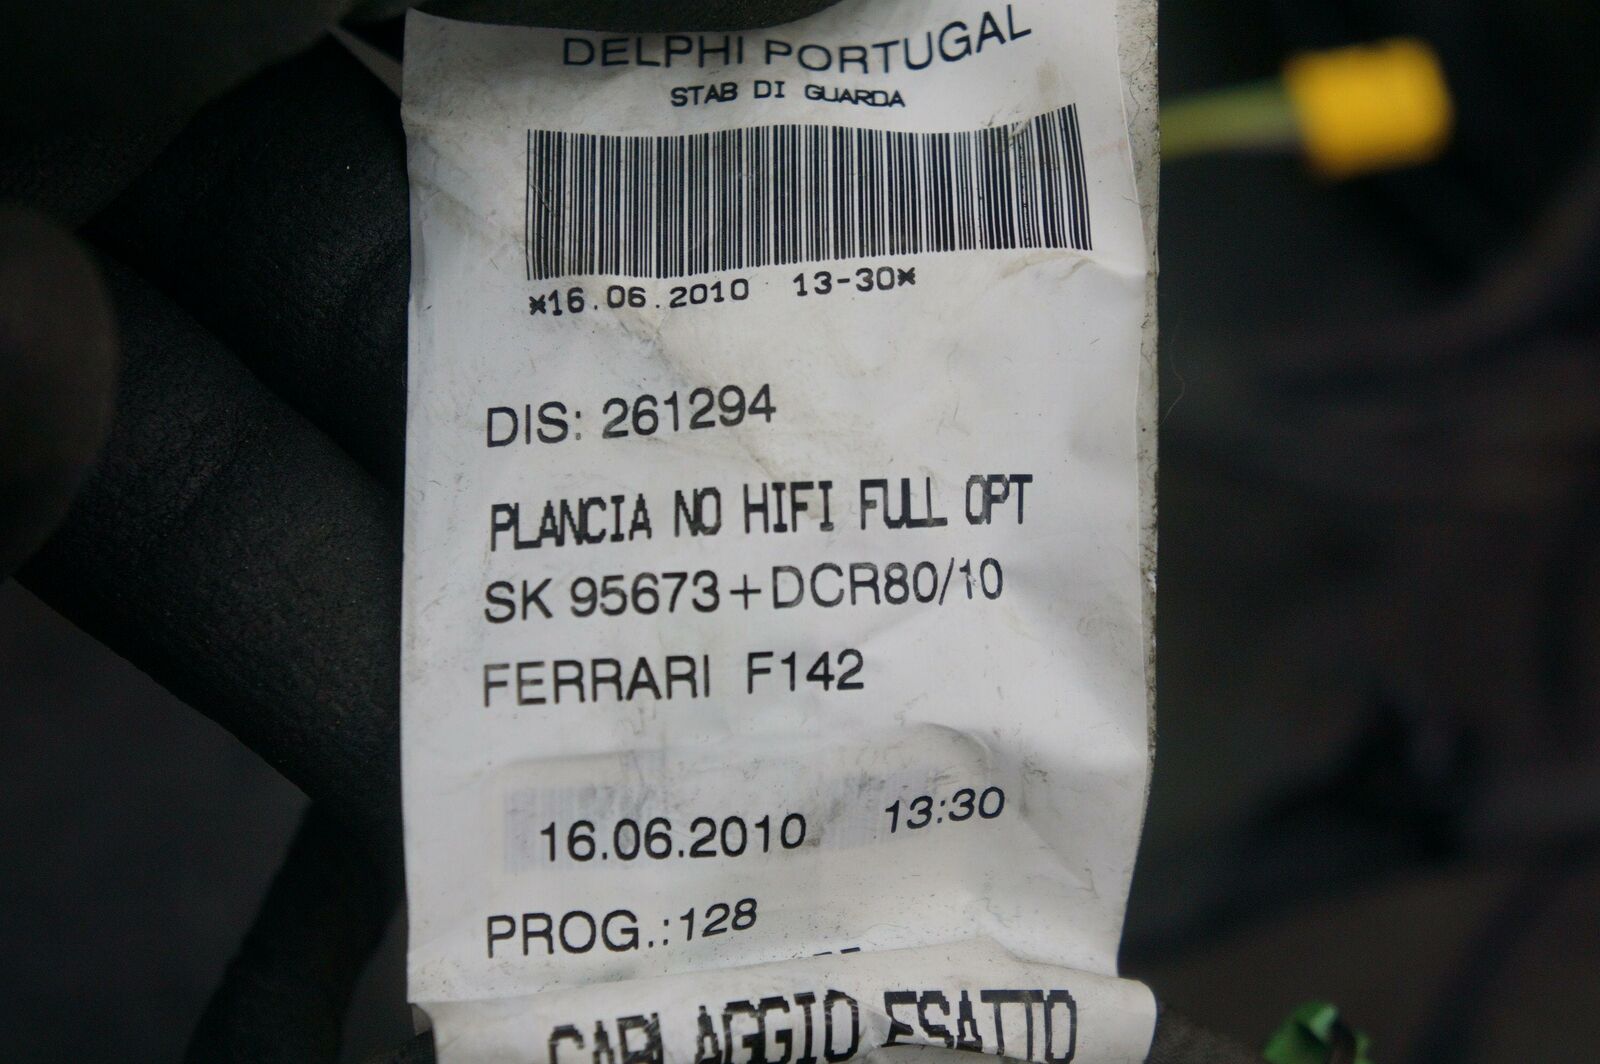 DELPHI PORTUGAL
STAB DI GUARDA
*16.06.2010 13-30*
DIS: 261294
PLANCIA NO HIFI FULL OPT
SK 95673+DCR80/10
FERRARI F142
16.06.2010 13:30
PROG.:128
CABLAGGIO ESATTO